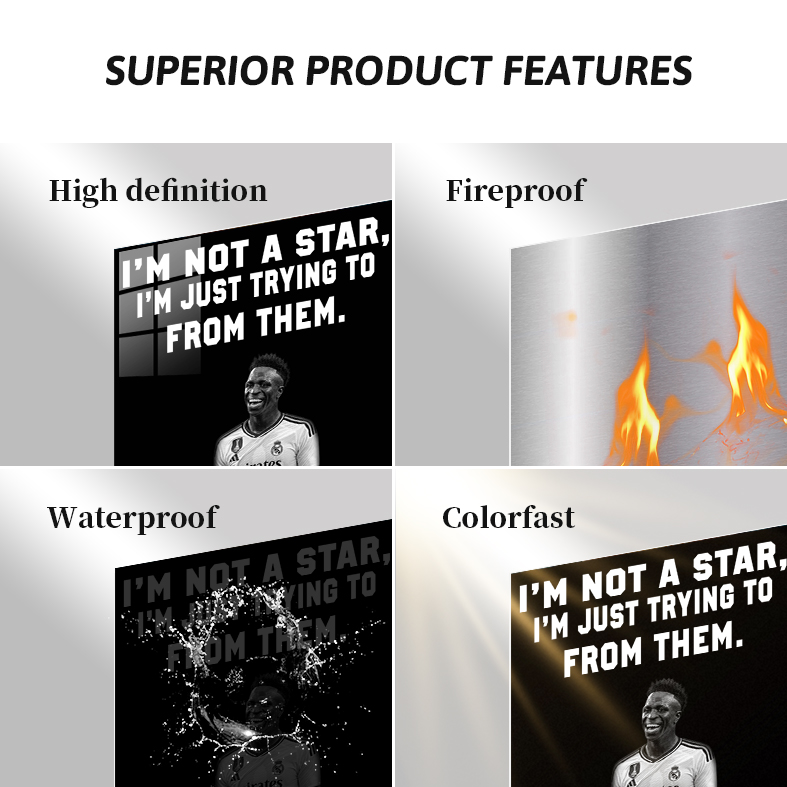 SUPERIOR PRODUCT FEATURES
High definition
I'M NOT A STAR,
I'M JUST TRYING TO
FROM THEM.
Fireproof
Waterproof
I'M NOT A STAR,
I'M JUST TRYING TO
FROM THEM.
Colorfast
I'M NOT A STAR,
I'M JUST TRYING TO
FROM THEM.